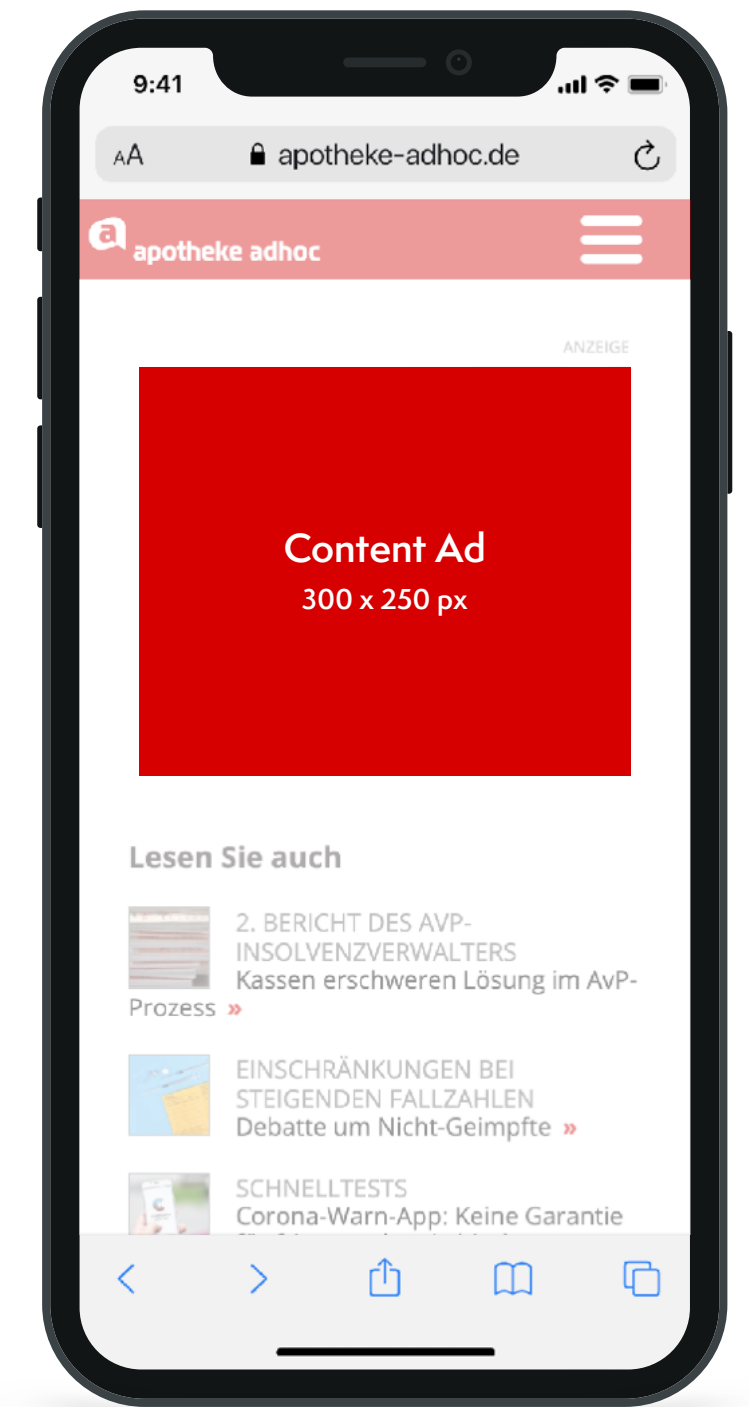 9:41
AA
apotheke-adhoc.de
a
apotheke adhoc
ANZEIGE
Content Ad
300 x 250 px
Lesen Sie auch
2. BERICHT DES AVP-
INSOLVENZVERWALTERS
Kassen erschweren Lösung im AvP-
Prozess »
EINSCHRÄNKUNGEN BEI
STEIGENDEN FALLZAHLEN
Debatte um Nicht-Geimpfte »
SCHNELLTESTS
Corona-Warn-App: Keine Garantie